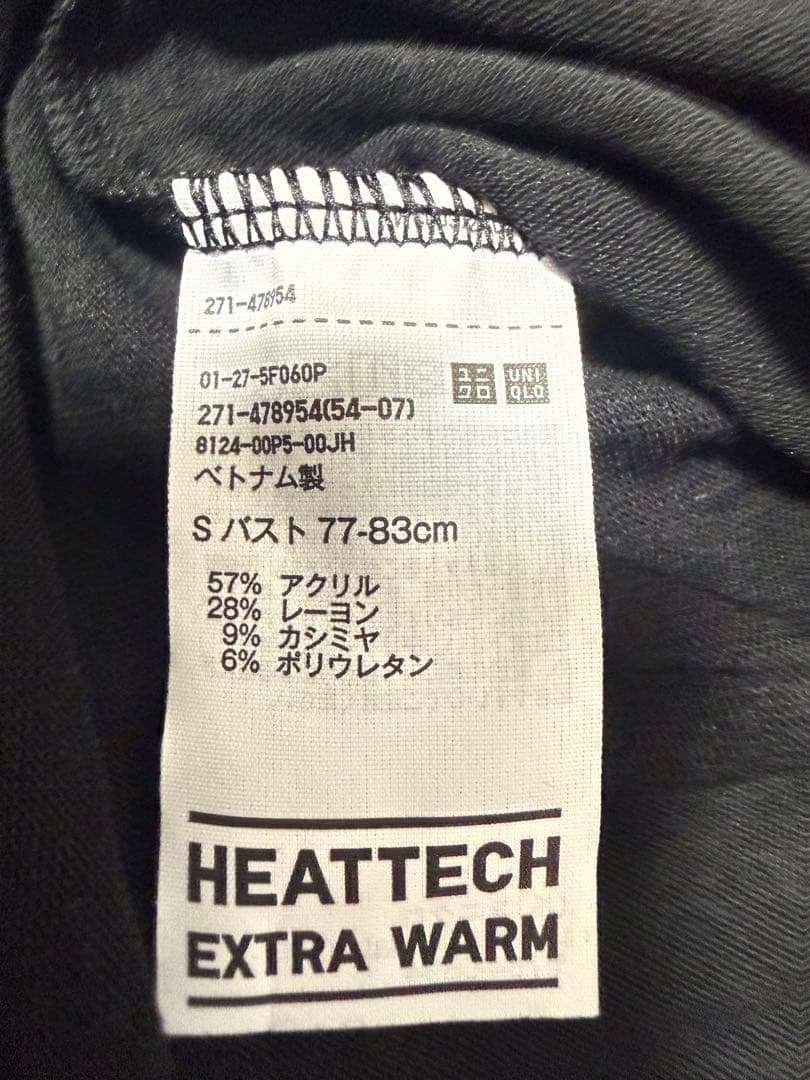 271-478954
01-27-5F060P
ユニ
クロ
UNI
QLO
271-478954(54-07)
8124-00P5-00JH
ベトナム製
S バスト 77-83cm
57% アクリル
28% レーヨン
9% カシミヤ
6% ポリウレタン
HEATTECH
EXTRA WARM